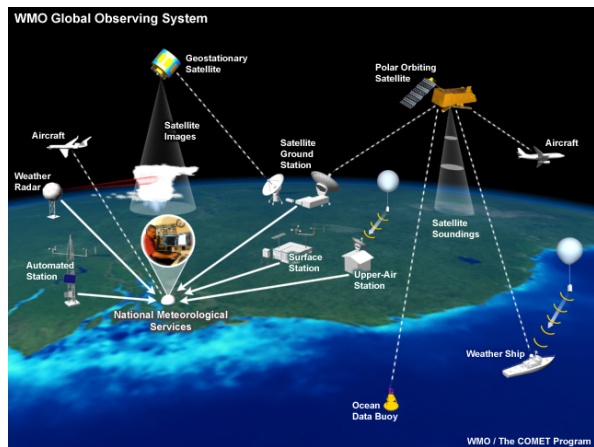 WMO Global Observing System
Geostationary
Satellite
Polar Orbiting
Satellite
Aircraft
Satellite
Images
Satellite
Ground
Station
Aircraft
Weather
Radar
Satellite
Soundings
Automated
Station
Surface
Station
Upper-Air
Station
National Meteorological
Services
Weather Ship
Ocean
Data Buoy
WMO / The COMET Program